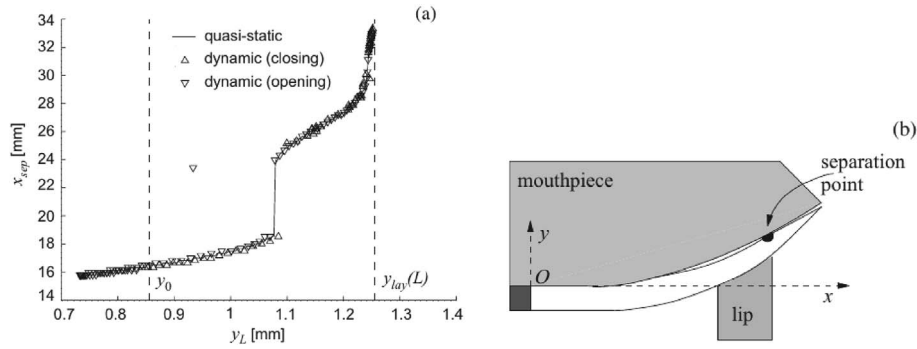 (a)
34
32
30
28
26
24
22
20
18
16
14
x_sep [mm]
quasi-static
dynamic (closing)
dynamic (opening)
y_0
y_lay(L)
0.7 0.8 0.9 1 1.1 1.2 1.3 1.4
y_L [mm]
(b)
mouthpiece
separation
point
y
O
x
lip